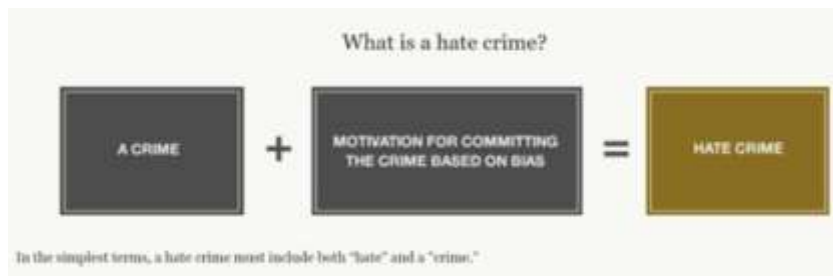 What is a hate crime?
A CRIME
+
MOTIVATION FOR COMMITTING
THE CRIME BASED ON BIAS
=
HATE CRIME
In the simplest terms, a hate crime must include both "hate" and a "crime."